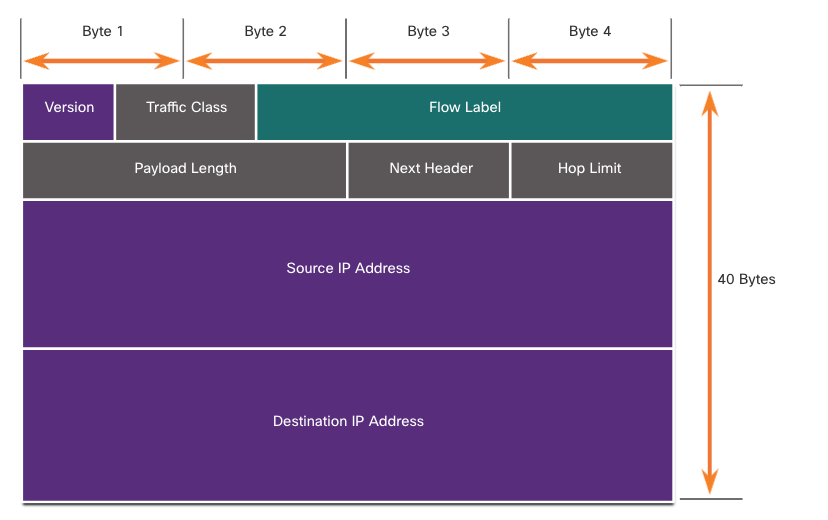 Byte 1 Byte 2 Byte 3 Byte 4
Version Traffic Class Flow Label
Payload Length Next Header Hop Limit
Source IP Address
40 Bytes
Destination IP Address